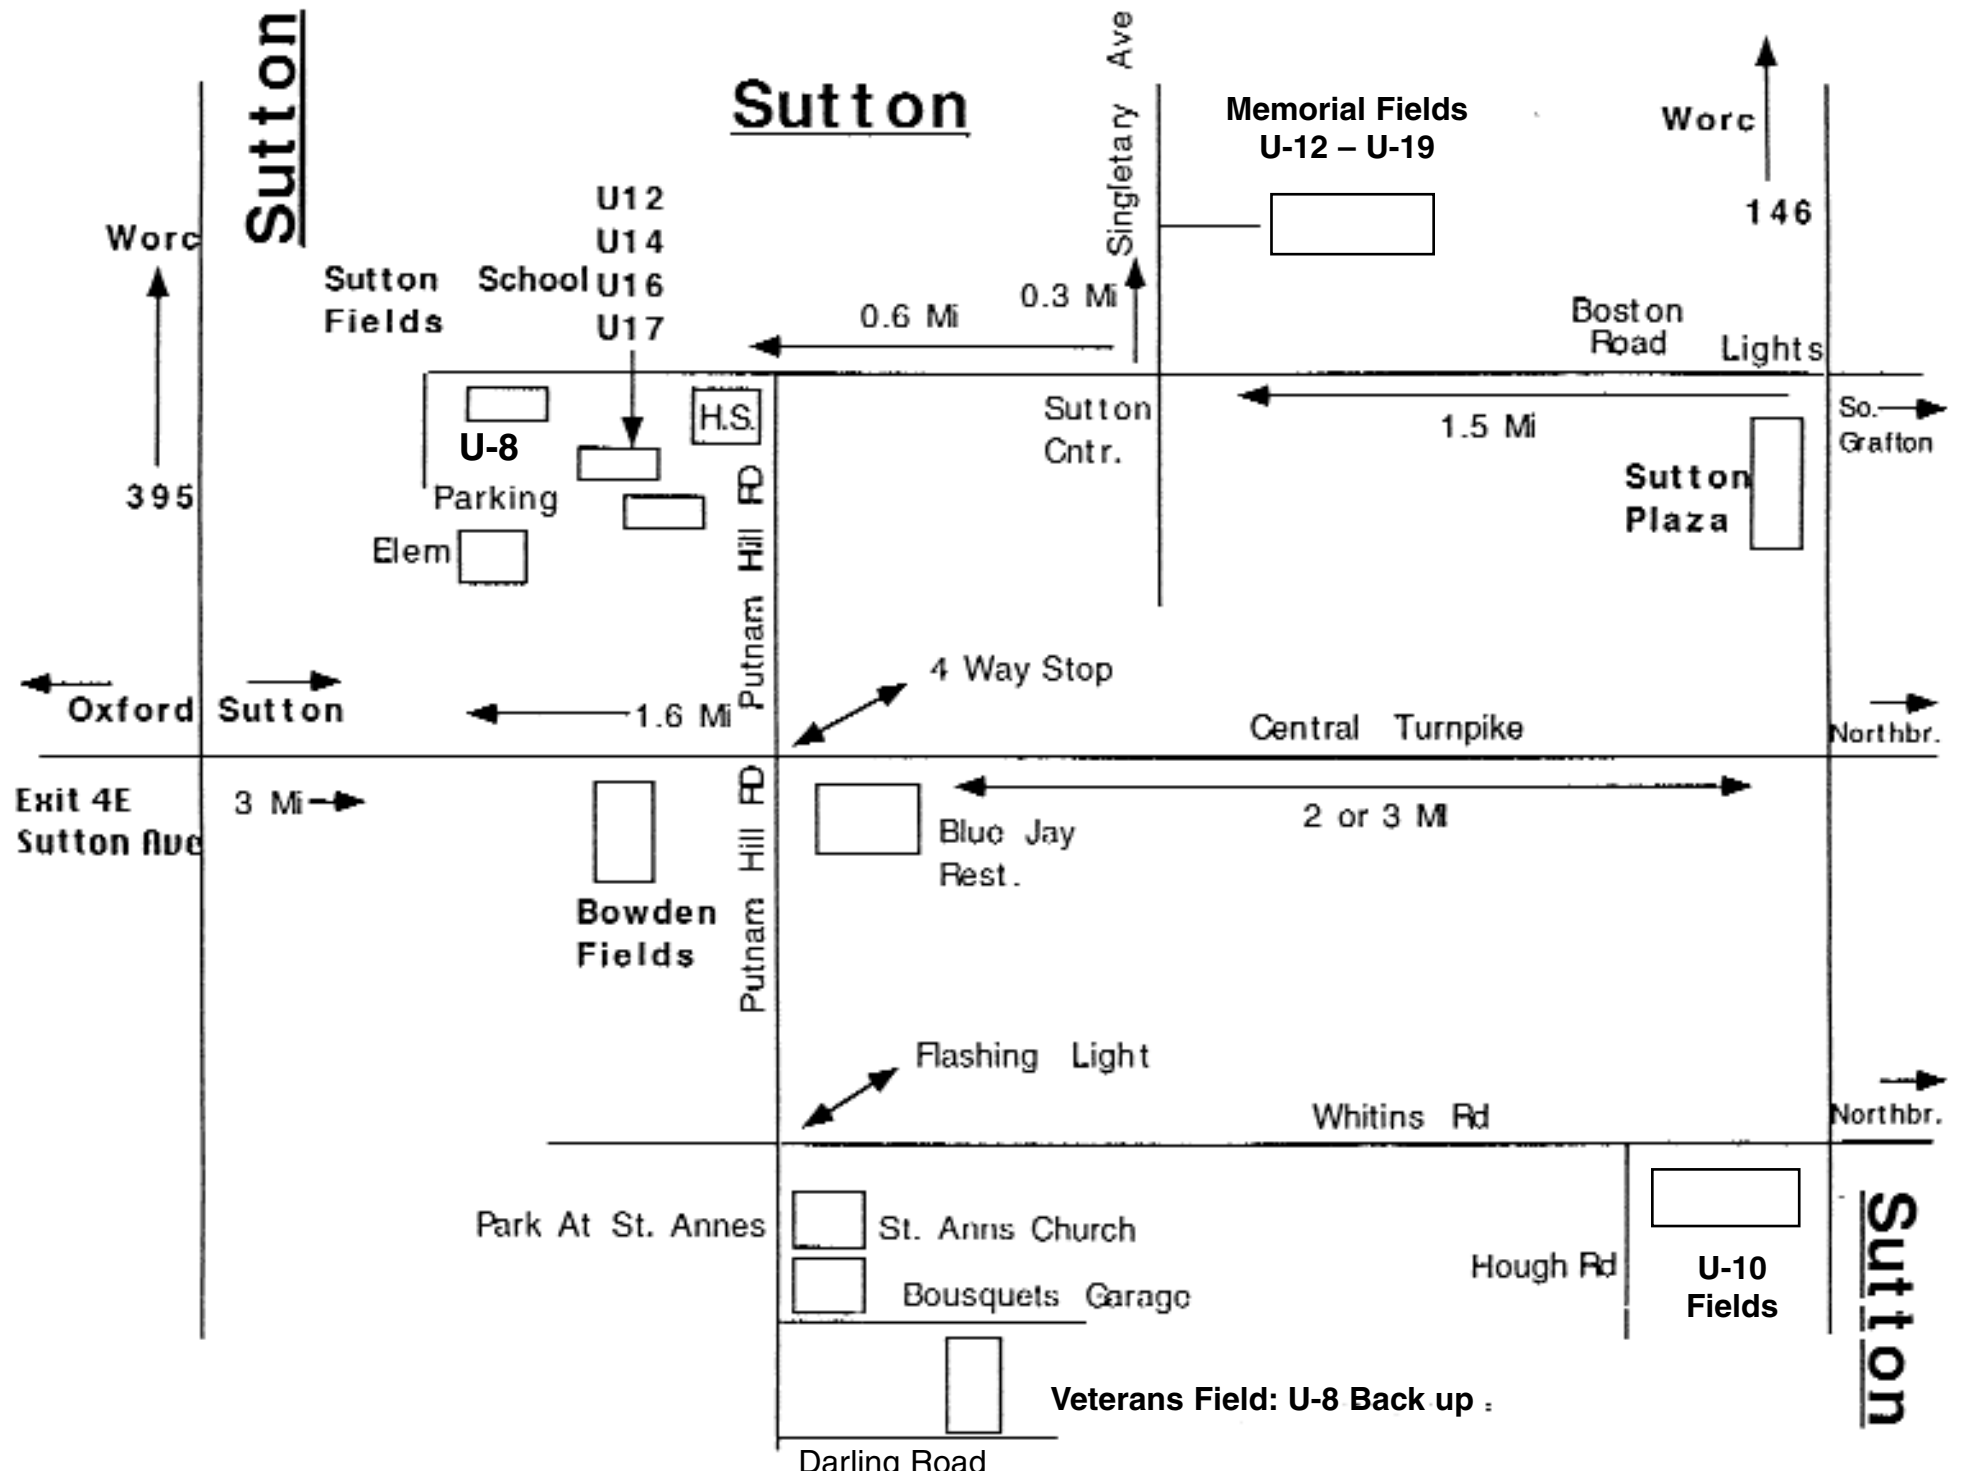 Sutton
Sutton
Singletary Ave
Memorial Fields
U-12 – U-19
Worc
146
Worc
395
Sutton School
Fields
U12
U14
U16
U17
0.6 Mi
0.3 Mi
Boston
Road
Lights
H.S.
U-8
Parking
Elem
Putnam Hill RD
Sutton
Cntr.
1.5 Mi
So.
Grafton
Sutton
Plaza
4 Way Stop
Oxford
Sutton
1.6 Mi
Central Turnpike
Northbr.
Exit 4E
Sutton Ave
3 Mi
2 or 3 MI
Blue Jay
Rest.
Bowden
Fields
Putnam Hill RD
Flashing Light
Whitins Rd
Northbr.
Park At St. Annes
St. Anns Church
Bousquets Garage
Hough Rd
U-10
Fields
Sutton
Veterans Field: U-8 Back up
Darling Road